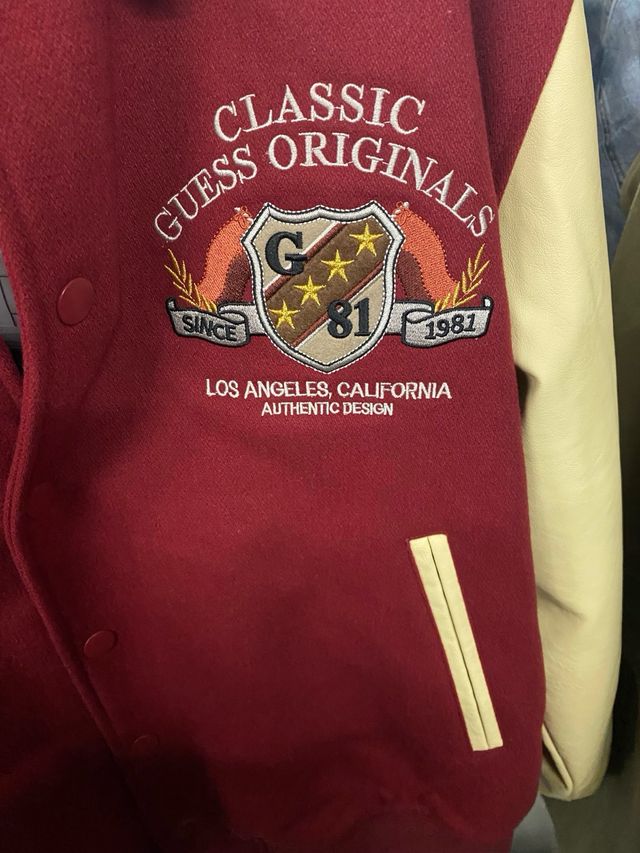 CLASSIC
GUESS ORIGINALS
G
81
SINCE
1981
LOS ANGELES, CALIFORNIA
AUTHENTIC DESIGN